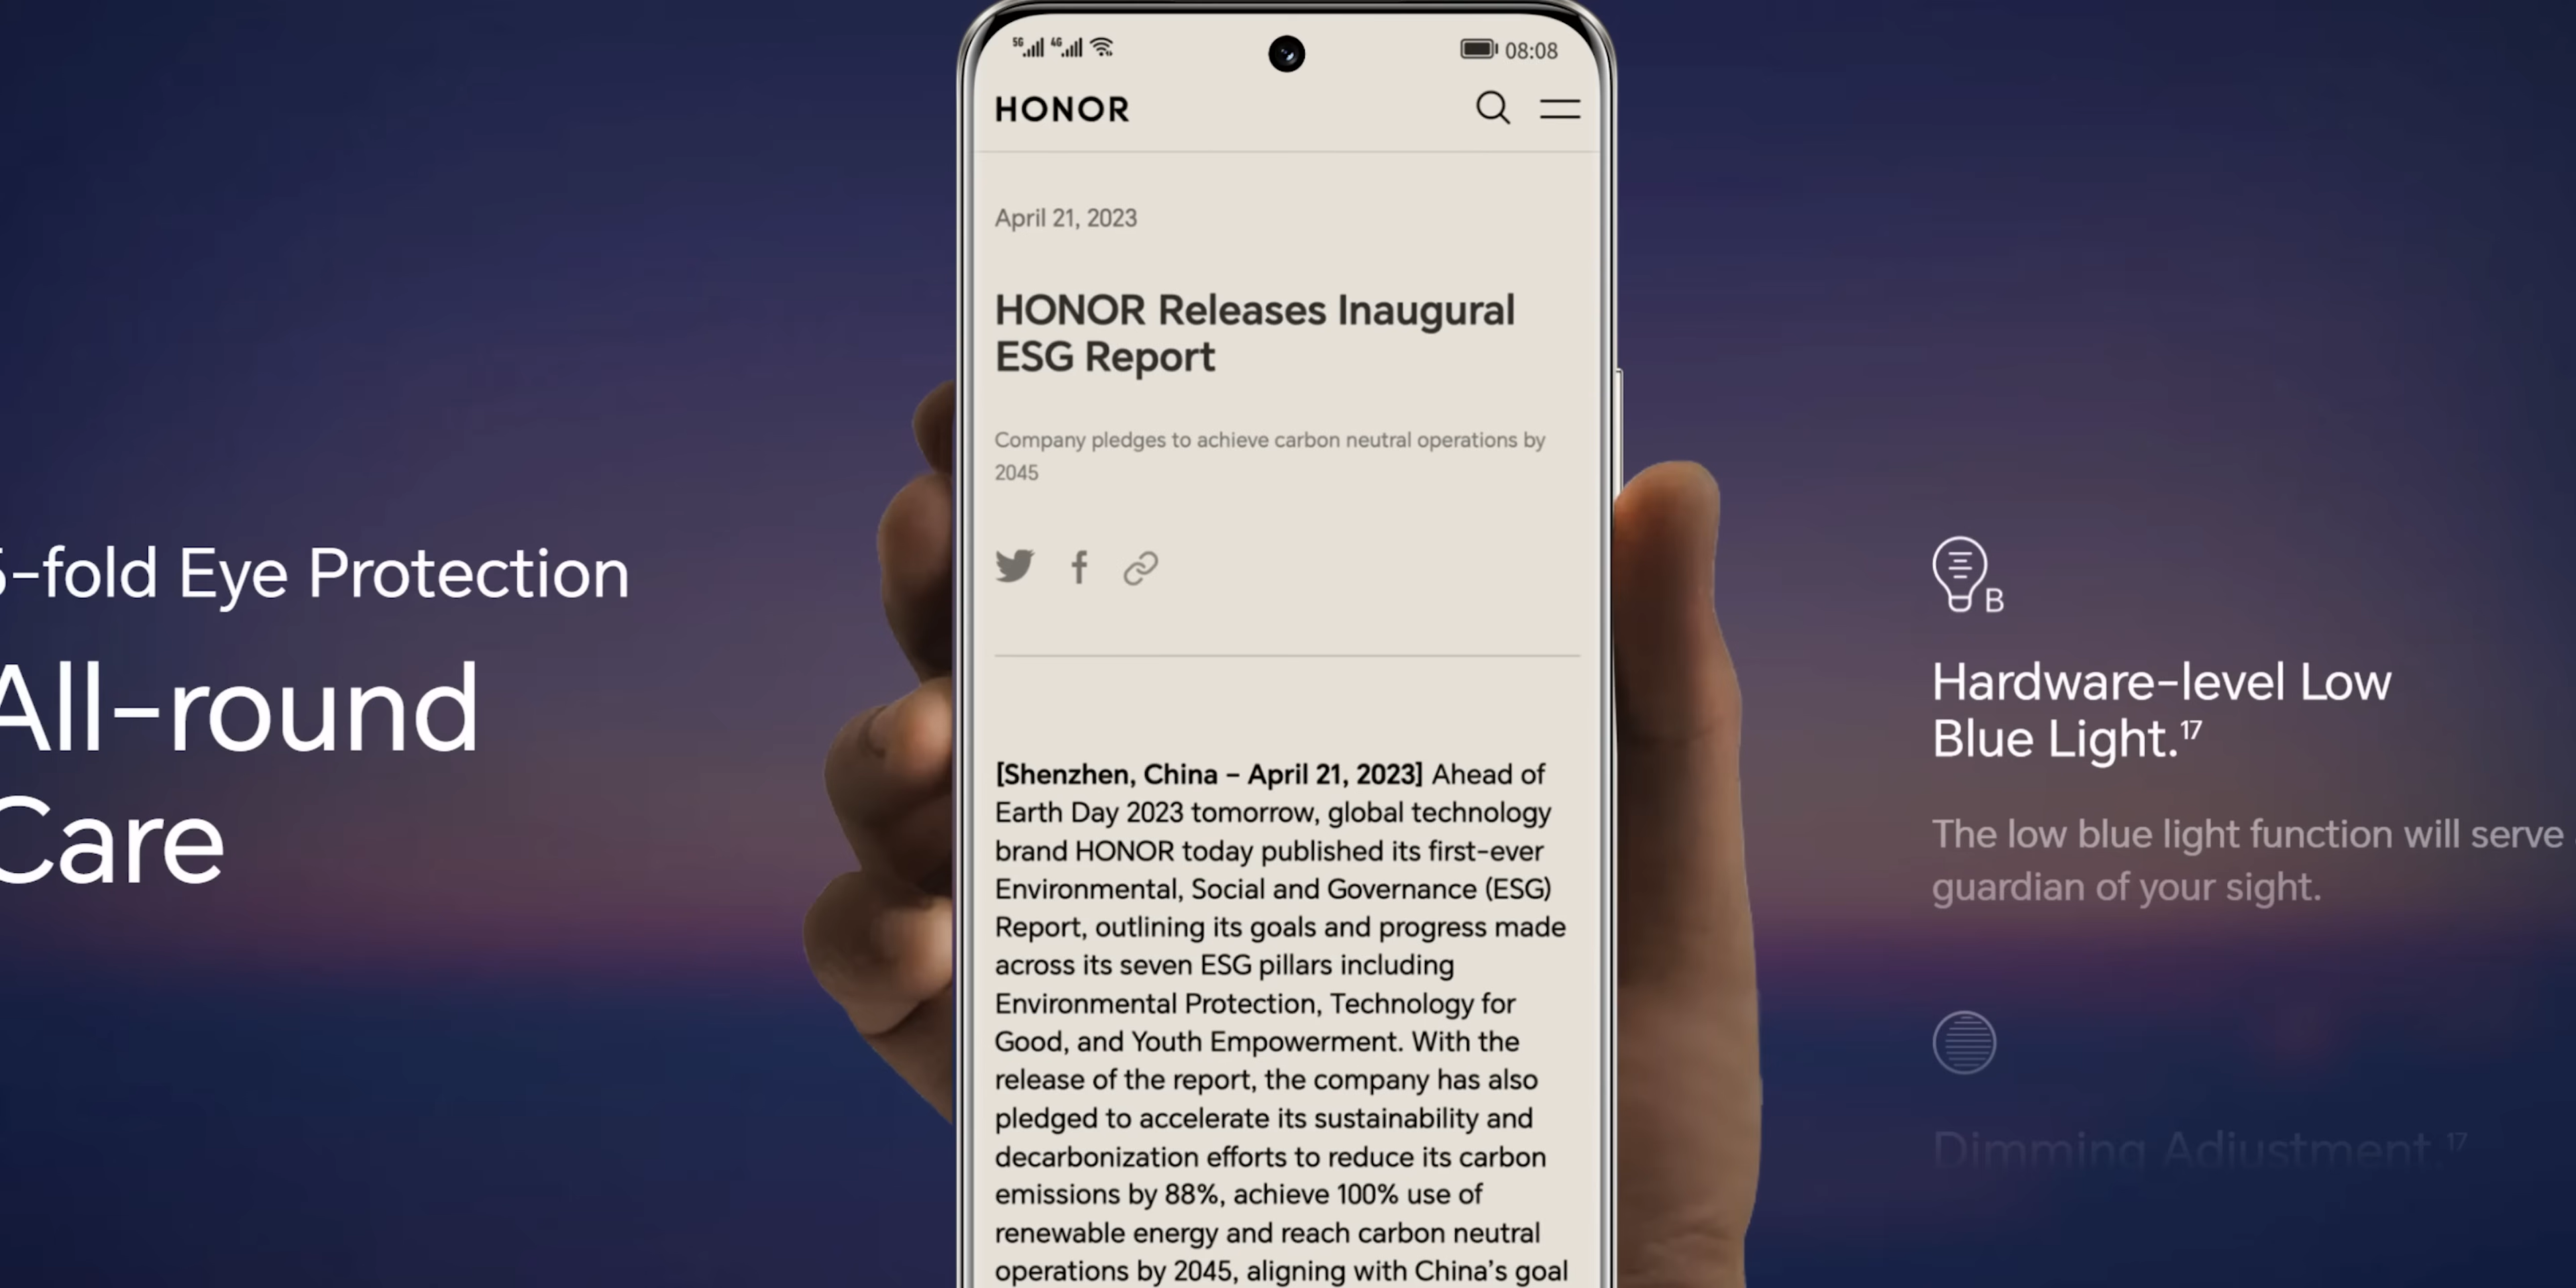 5G 4G 08:08
HONOR
April 21, 2023
HONOR Releases Inaugural
ESG Report
Company pledges to achieve carbon neutral operations by
2045
[Shenzhen, China – April 21, 2023] Ahead of
Earth Day 2023 tomorrow, global technology
brand HONOR today published its first-ever
Environmental, Social and Governance (ESG)
Report, outlining its goals and progress made
across its seven ESG pillars including
Environmental Protection, Technology for
Good, and Youth Empowerment. With the
release of the report, the company has also
pledged to accelerate its sustainability and
decarbonization efforts to reduce its carbon
emissions by 88%, achieve 100% use of
renewable energy and reach carbon neutral
operations by 2045, aligning with China's goal
-fold Eye Protection
All-round
Care
B
Hardware-level Low
Blue Light.17
The low blue light function will serve
guardian of your sight.
Dimming Adjustment.17